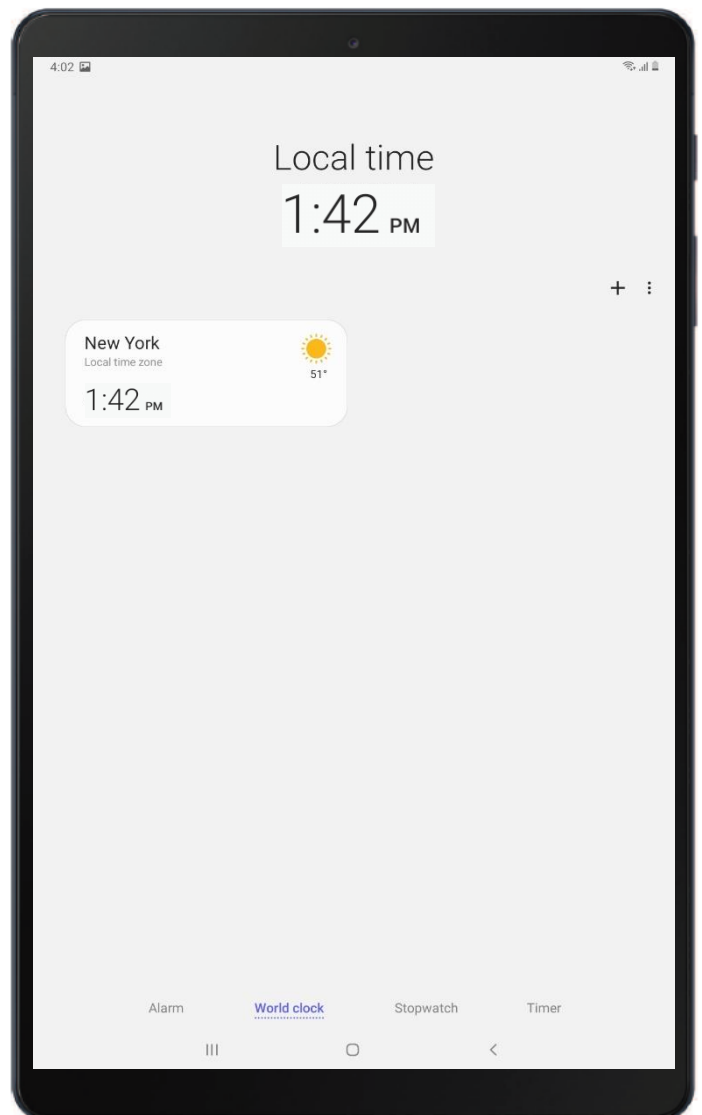 4:02
Local time
1:42 PM
New York
Local time zone
51°
1:42 PM
Alarm World clock Stopwatch Timer